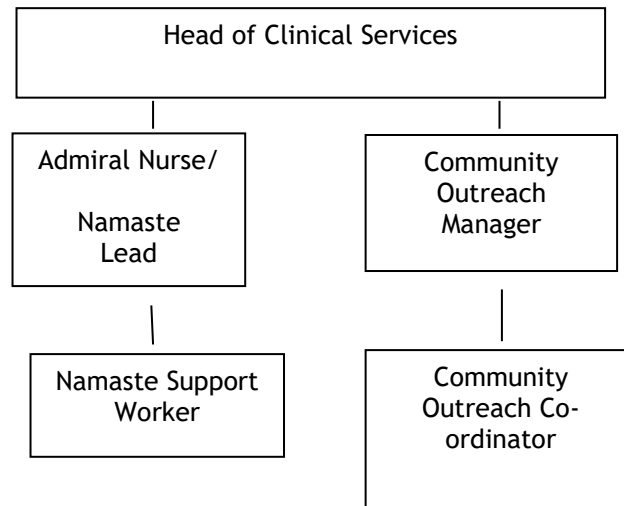 Head of Clinical Services
Admiral Nurse/
Namaste
Lead
Community
Outreach
Manager
Namaste Support
Worker
Community
Outreach Co-
ordinator